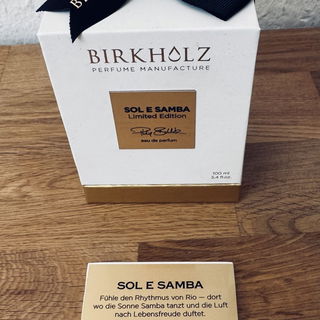 BIRKHOLZ
PERFUME MANUFACTURE
SOL E SAMBA
Limited Edition
eau de parfum
100 ml
3.4 fl.oz.
SOL E SAMBA
Fühle den Rhythmus von Rio — dort
wo die Sonne Samba tanzt und die Luft
nach Lebensfreude duftet.